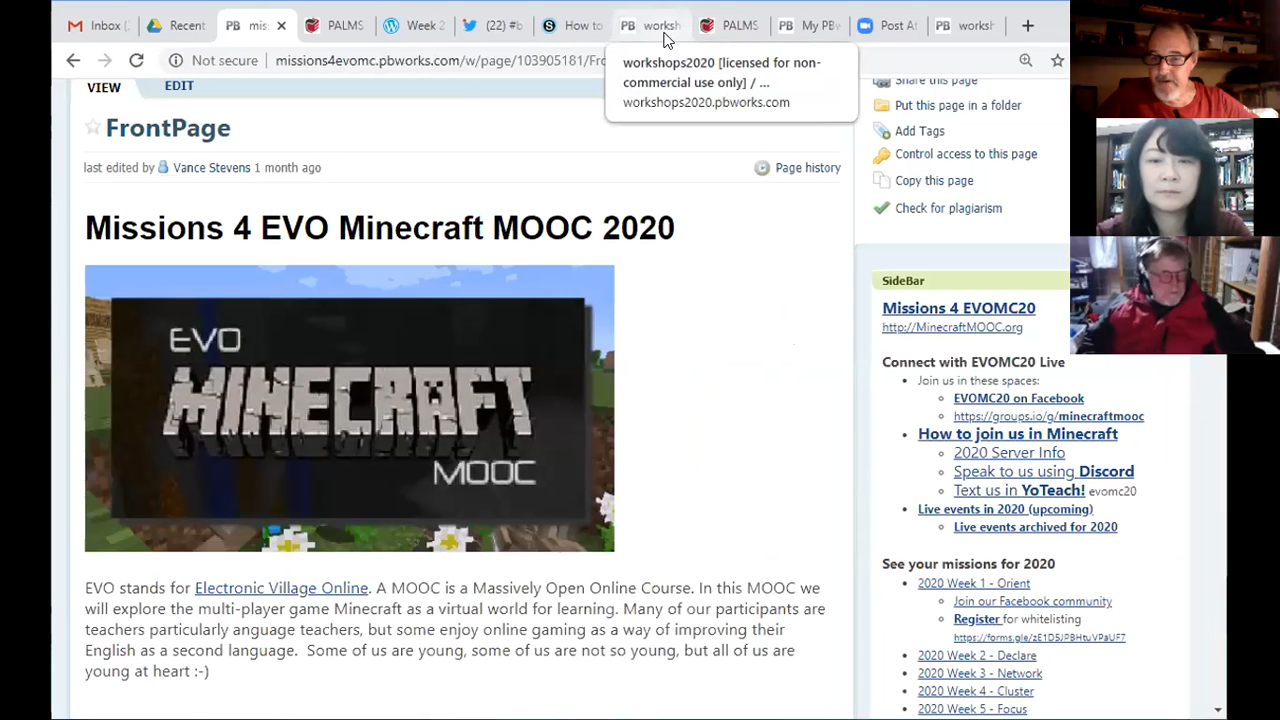 Inbox (
Recent
mis
PALMS
Week 2
(22) #b
How to
PB worksh
PALMS
PB My PBw
Post Af
PB worksh
Not secure missions4evomc.pbworks.com/w/page/103905181/Fro
workshops2020 [licensed for non-
commercial use only] / ...
workshops2020.pbworks.com
VIEW EDIT
FrontPage
last edited by Vance Stevens 1 month ago Page history
Missions 4 EVO Minecraft MOOC 2020
EVO
MINECRAFT
MOOC
EVO stands for Electronic Village Online. A MOOC is a Massively Open Online Course. In this MOOC we
will explore the multi-player game Minecraft as a virtual world for learning. Many of our participants are
teachers particularly anguage teachers, but some enjoy online gaming as a way of improving their
English as a second language. Some of us are young, some of us are not so young, but all of us are
young at heart :-)
Share this page
Put this page in a folder
Add Tags
Control access to this page
Copy this page
Check for plagiarism
SideBar
Missions 4 EVOMC20
http://MinecraftMOOC.org
Connect with EVOMC20 Live
Join us in these spaces:
EVOMC20 on Facebook
https://groups.io/g/minecraftmooc
How to join us in Minecraft
2020 Server Info
Speak to us using Discord
Text us in YoTeach! evomc20
Live events in 2020 (upcoming)
Live events archived for 2020
See your missions for 2020
2020 Week 1 - Orient
Join our Facebook community
Register for whitelisting
https://forms.gle/zE1D5JPBHtuVPaUF7
2020 Week 2 - Declare
2020 Week 3 - Network
2020 Week 4 - Cluster
2020 Week 5 - Focus